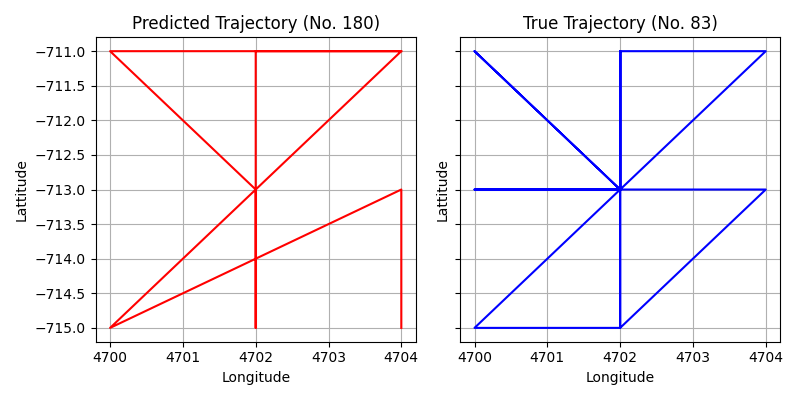 Predicted Trajectory (No. 180)
True Trajectory (No. 83)
Lattitude
−711.0
−711.5
−712.0
−712.5
−713.0
−713.5
−714.0
−714.5
−715.0
4700 4701 4702 4703 4704
Longitude
Lattitude
4700 4701 4702 4703 4704
Longitude